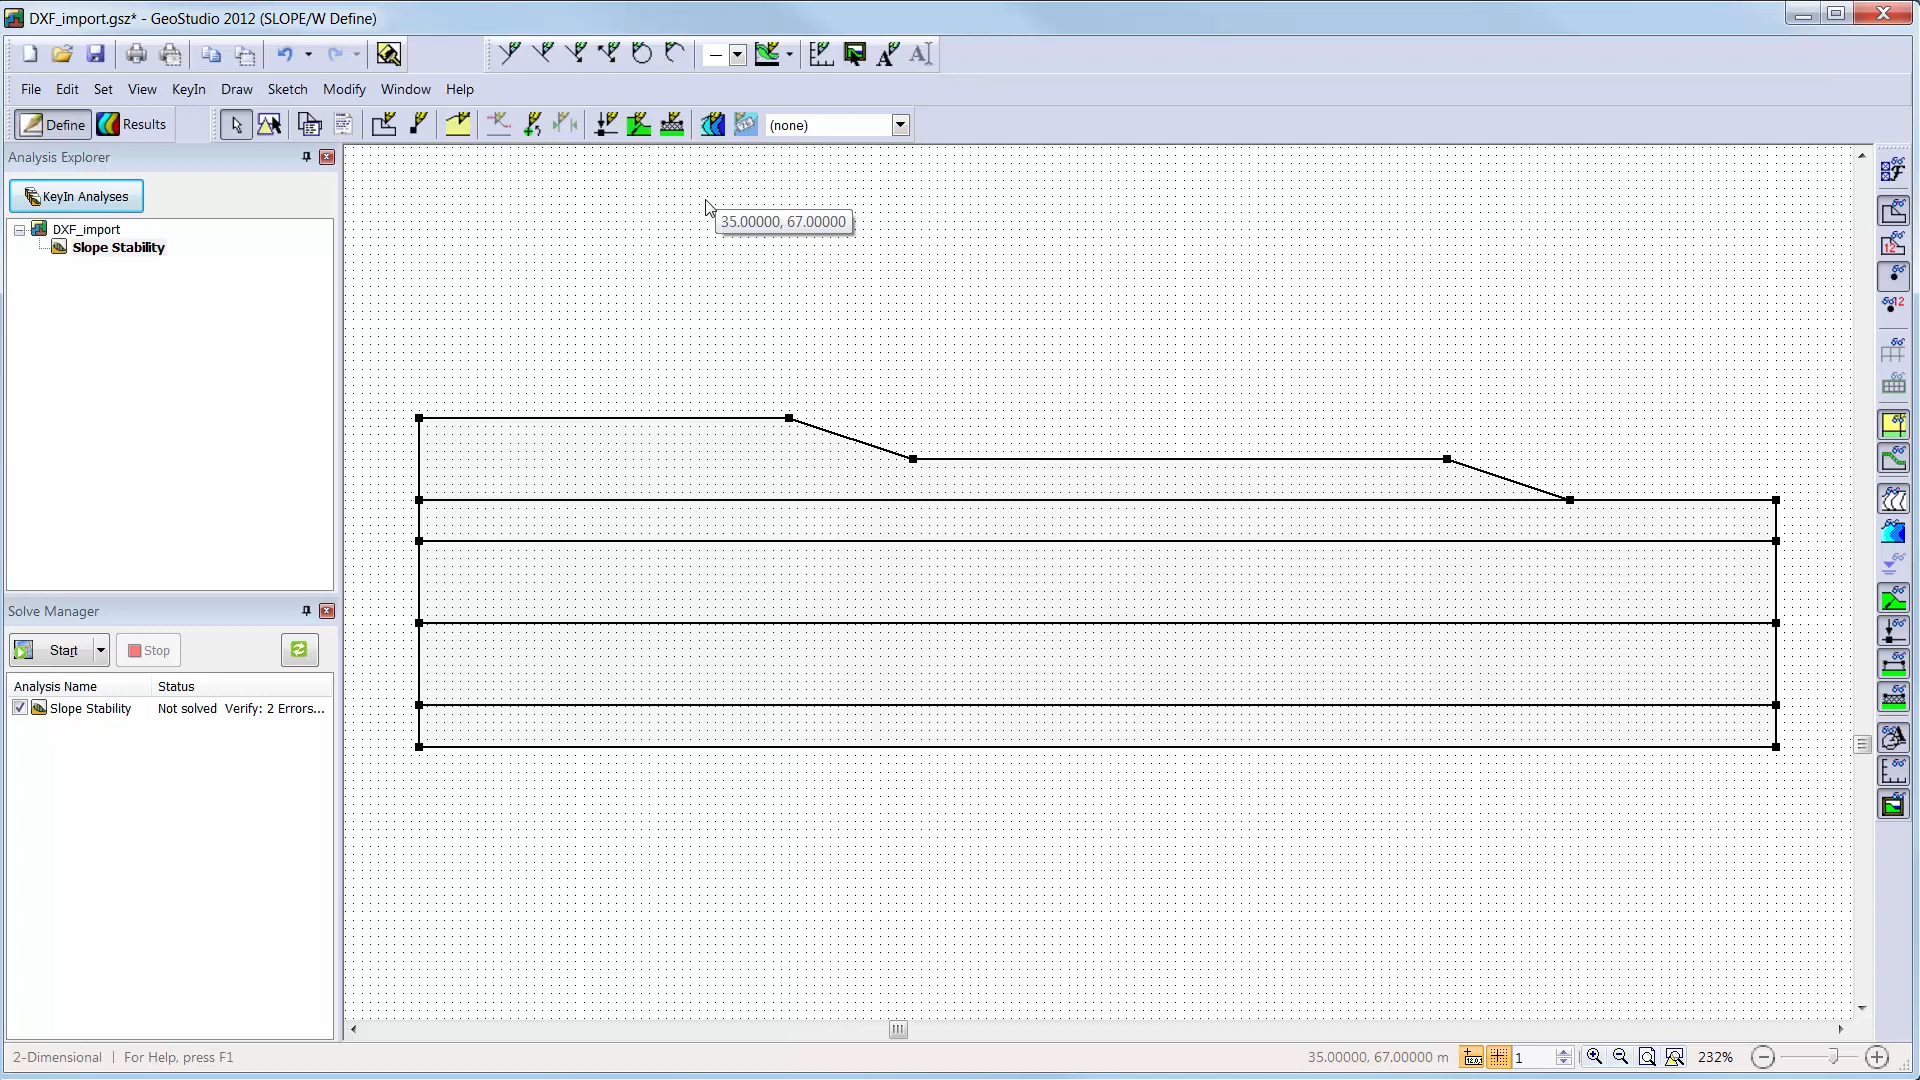 DXF_import.gsz* - GeoStudio 2012 (SLOPE/W Define)
File Edit Set View KeyIn Draw Sketch Modify Window Help
Define Results (none)
Analysis Explorer
KeyIn Analyses
DXF_import
Slope Stability
35.00000, 67.00000
Solve Manager
Start Stop
Analysis Name Status
Slope Stability Not solved Verify: 2 Errors...
2-Dimensional For Help, press F1 35.00000, 67.00000 m 1 232%